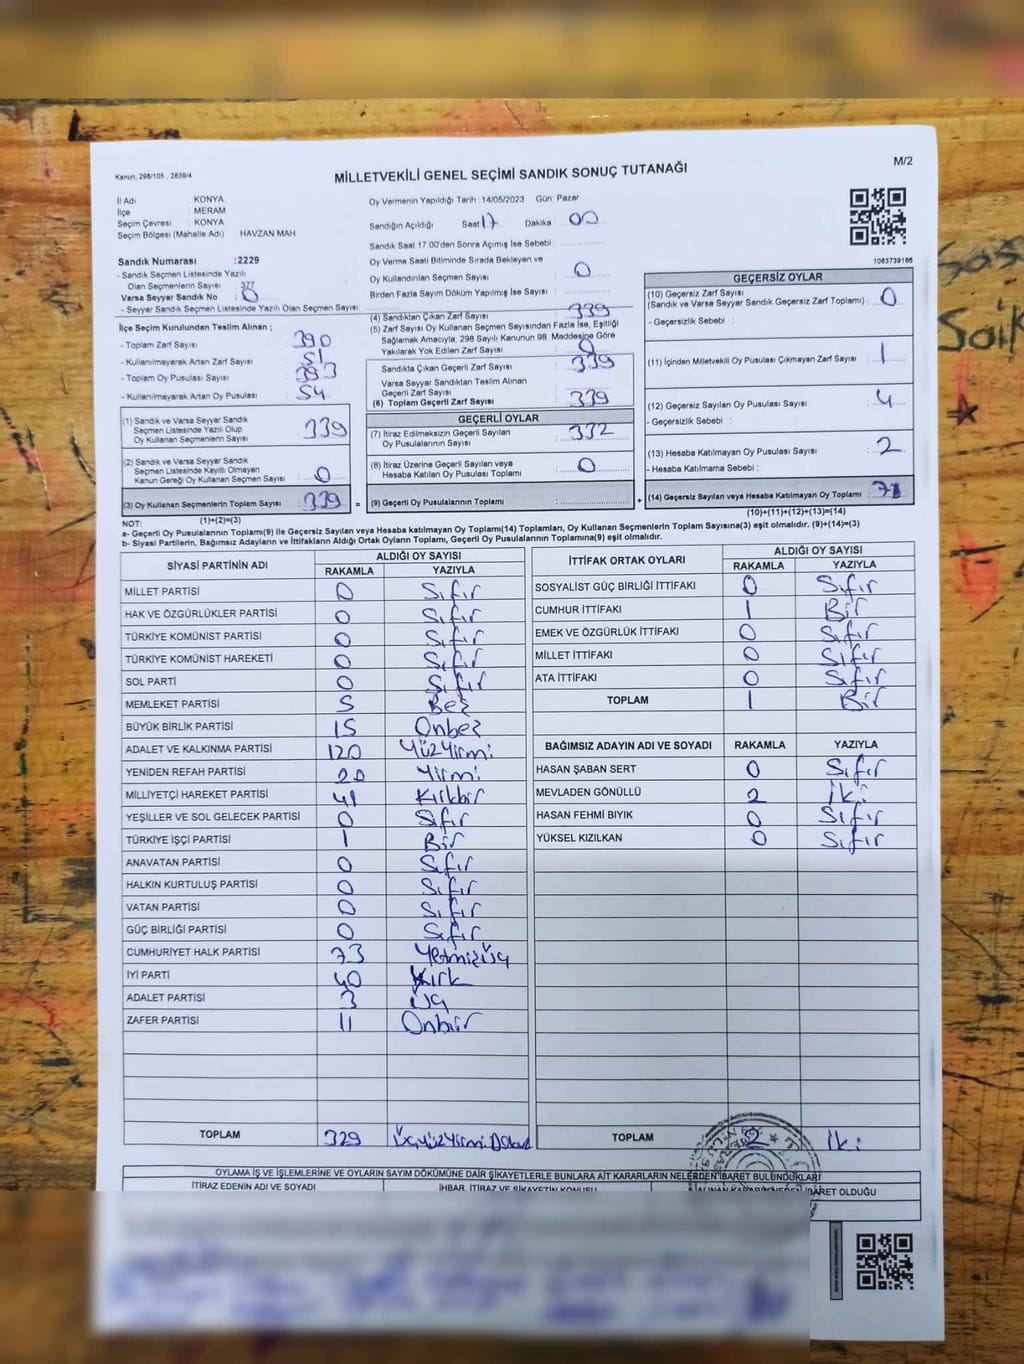 Kanun, 298/105 , 2839/4
MİLLETVEKİLİ GENEL SEÇİMİ SANDIK SONUÇ TUTANAĞI
M/2
İl Adı : KONYA
İlçe : MERAM
Seçim Çevresi : KONYA
Seçim Bölgesi (Mahalle Adı) HAVZAN MAH
Sandık Numarası :2229
- Sandık Seçmen Listesinde Yazılı
Olan Seçmenlerin Sayısı : 377
Varsa Seyyar Sandık No : 0
- Seyyar Sandık Seçmen Listesinde Yazılı Olan Seçmen Sayısı:
İlçe Seçim Kurulundan Teslim Alınan ;
- Toplam Zarf Sayısı : 390
- Kullanılmayarak Artan Zarf Sayısı : 51
- Toplam Oy Pusulası Sayısı : 393
- Kullanılmayarak Artan Oy Pusulası : 54
(1) Sandık ve Varsa Seyyar Sandık
Seçmen Listesinde Yazılı Olup
Oy Kullanan Seçmenlerin Sayısı : 339
(2) Sandık ve Varsa Seyyar Sandık
Seçmen Listesinde Kayıtlı Olmayan
Kanun Gereği Oy Kullanan Seçmen Sayısı : 0
(3) Oy Kullanan Seçmenlerin Toplam Sayısı : 339 =
(1)+(2)=(3)
Oy Vermenin Yapıldığı Tarih : 14/05/2023 Gün: Pazar
Sandığın Açıldığı Saat : 17 Dakika : 00
Sandık Saat 17:00'den Sonra Açımış İse Sebebi :
Oy Verme Saati Bitiminde Sırada Bekleyen ve
Oy Kullandırılan Seçmen Sayısı : 0
Birden Fazla Sayım Döküm Yapılmış İse Sayısı :
(4) Sandıktan Çıkan Zarf Sayısı : 339
(5) Zarf Sayısı Oy Kullanan Seçmen Sayısından Fazla İse, Eşitliği
Sağlamak Amacıyla; 298 Sayılı Kanunun 98. Maddesine Göre
Yakılarak Yok Edilen Zarf Sayısı : 0
Sandıkta Çıkan Geçerli Zarf Sayısı : 339
Varsa Seyyar Sandıktan Teslim Alınan
Geçerli Zarf Sayısı :
(6) Toplam Geçerli Zarf Sayısı : 339
GEÇERLİ OYLAR
(7) İtiraz Edilmeksizin Geçerli Sayılan
Oy Pusulalarının Sayısı : 332
(8) İtiraz Üzerine Geçerli Sayılan veya
Hesaba Katılan Oy Pusulası Toplamı : 0
(9) Geçerli Oy Pusulalarının Toplamı : +
1083739186
GEÇERSİZ OYLAR
(10) Geçersiz Zarf Sayısı
(Sandık ve Varsa Seyyar Sandık Geçersiz Zarf Toplamı) : 0
- Geçersizlik Sebebi :
(11) İçinden Milletvekili Oy Pusulası Çıkmayan Zarf Sayısı : 1
(12) Geçersiz Sayılan Oy Pusulası Sayısı : 4
- Geçersizlik Sebebi :
(13) Hesaba Katılmayan Oy Pusulası Sayısı : 2
- Hesaba Katılmama Sebebi :
(14) Geçersiz Sayılan veya Hesaba Katılmayan Oy Toplamı :
(10)+(11)+(12)+(13)=(14)
NOT:
a- Geçerli Oy Pusulalarının Toplamı(9) ile Geçersiz Sayılan veya Hesaba katılmayan Oy Toplamı(14) Toplamları, Oy Kullanan Seçmenlerin Toplam Sayısına(3) eşit olmalıdır. (9)+(14)=(3)
b- Siyasi Partilerin, Bağımsız Adayların ve İttifakların Aldığı Ortak Oyların Toplamı, Geçerli Oy Pusulalarının Toplamına(9) eşit olmalıdır.
SİYASİ PARTİNİN ADI ALDIĞI OY SAYISI
RAKAMLA YAZIYLA
MİLLET PARTİSİ 0 Sıfır
HAK VE ÖZGÜRLÜKLER PARTİSİ 0 Sıfır
TÜRKİYE KOMÜNİST PARTİSİ 0 Sıfır
TÜRKİYE KOMÜNİST HAREKETİ 0 Sıfır
SOL PARTİ 0 Sıfır
MEMLEKET PARTİSİ 5 Beş
BÜYÜK BİRLİK PARTİSİ 15 Onbeş
ADALET VE KALKINMA PARTİSİ 120 Yüzyirmi
YENİDEN REFAH PARTİSİ 20 Yirmi
MİLLİYETÇİ HAREKET PARTİSİ 41 Kırkbir
YEŞİLLER VE SOL GELECEK PARTİSİ 0 Sıfır
TÜRKİYE İŞÇİ PARTİSİ 1 Bir
ANAVATAN PARTİSİ 0 Sıfır
HALKIN KURTULUŞ PARTİSİ 0 Sıfır
VATAN PARTİSİ 0 Sıfır
GÜÇ BİRLİĞİ PARTİSİ 0 Sıfır
CUMHURİYET HALK PARTİSİ 73 Yetmişüç
İYİ PARTİ 40 Kırk
ADALET PARTİSİ 3 Üç
ZAFER PARTİSİ 11 Onbir
TOPLAM 329 ÜçyüzYirmiDokuz
İTTİFAK ORTAK OYLARI ALDIĞI OY SAYISI
RAKAMLA YAZIYLA
SOSYALİST GÜÇ BİRLİĞİ İTTİFAKI 0 Sıfır
CUMHUR İTTİFAKI 1 Bir
EMEK VE ÖZGÜRLÜK İTTİFAKI 0 Sıfır
MİLLET İTTİFAKI 0 Sıfır
ATA İTTİFAKI 0 Sıfır
TOPLAM 1 Bir
BAĞIMSIZ ADAYIN ADI VE SOYADI RAKAMLA YAZIYLA
HASAN ŞABAN SERT 0 Sıfır
MEVLADEN GÖNÜLLÜ 2 İki
HASAN FEHMİ BIYIK 0 Sıfır
YÜKSEL KIZILKAN 0 Sıfır
TOPLAM 2 İki
OYLAMA İŞ VE İŞLEMLERİNE VE OYLARIN SAYIM DÖKÜMÜNE DAİR ŞİKAYETLERLE BUNLARA AİT KARARLARIN NELERDEN İBARET BULUNDUKLARI
İTİRAZ EDENİN ADI VE SOYADI İHBAR, İTİRAZ VE ŞİKAYETİN KONUSU ALINAN KARARIN NEDEN İBARET OLDUĞU